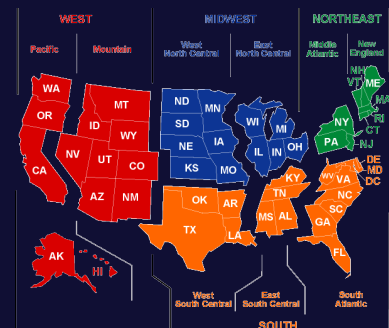 WEST MIDWEST NORTHEAST
Pacific Mountain West North Central East North Central Middle Atlantic New England
WA
OR
CA
NV
ID
MT
WY
UT
CO
AZ
NM
AK
HI
ND
SD
NE
KS
MN
IA
MO
WI
MI
IL
IN
OH
NH
VT
ME
MA
RI
CT
NY
NJ
PA
DE
MD
DC
OK
TX
AR
LA
KY
TN
MS
AL
WV
VA
NC
SC
GA
FL
West South Central East South Central South Atlantic
SOUTH